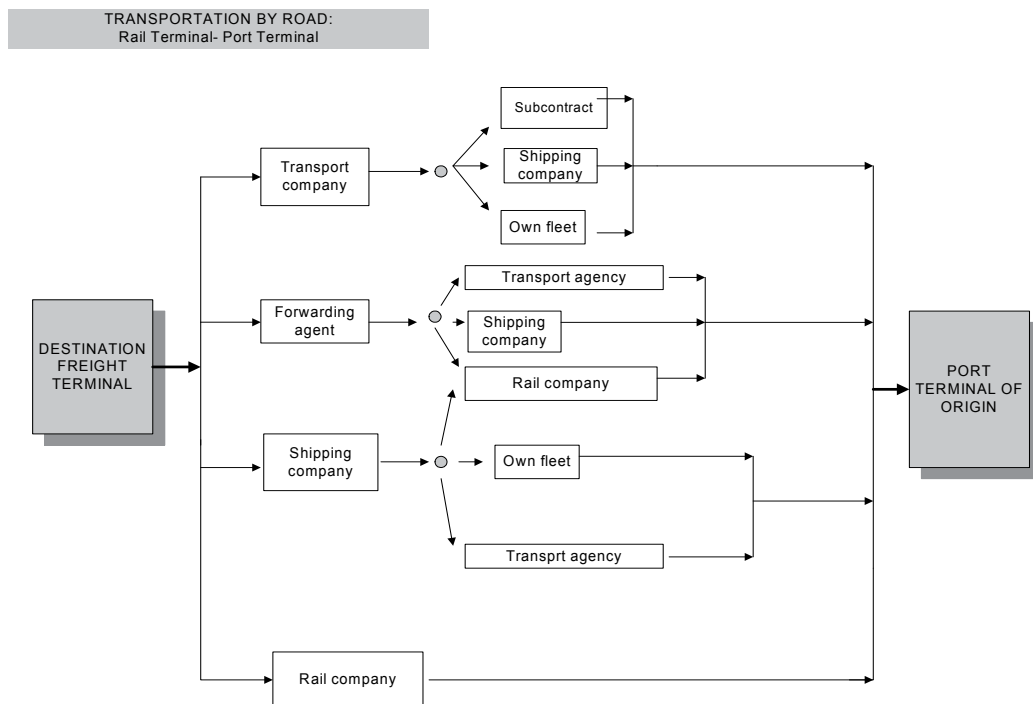 TRANSPORTATION BY ROAD:
Rail Terminal- Port Terminal
Subcontract
Shipping
company
Own fleet
Transport
company
Transport agency
Shipping
company
Rail company
Forwarding
agent
DESTINATION
FREIGHT
TERMINAL
PORT
TERMINAL OF
ORIGIN
Shipping
company
Own fleet
Transprt agency
Rail company